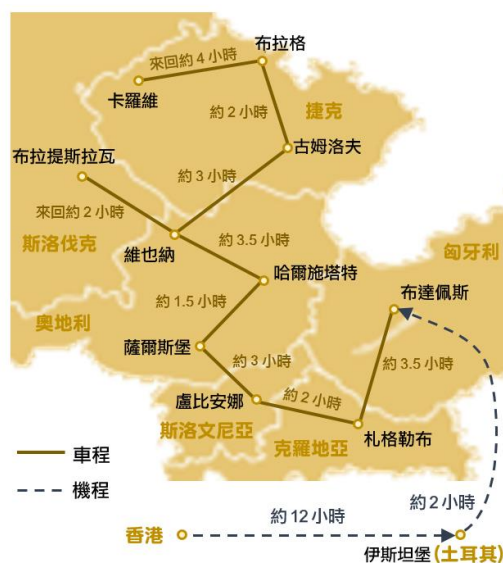 布拉格
來回約 4 小時
卡羅維
捷克
約 2 小時
古姆洛夫
布拉提斯拉瓦
約 3 小時
來回約 2 小時
斯洛伐克
維也納
約 3.5 小時
匈牙利
哈爾施塔特
布達佩斯
約 1.5 小時
奧地利
薩爾斯堡
約 3 小時
約 3.5 小時
盧比安娜
約 2 小時
斯洛文尼亞
克羅地亞
札格勒布
車程
機程
約 2 小時
約 12 小時
香港
伊斯坦堡 (土耳其)